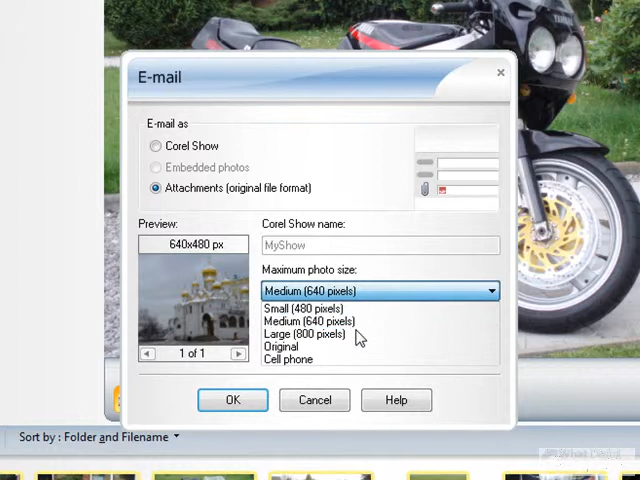 E-mail
E-mail as
Corel Show
Embedded photos
Attachments (original file format)
Preview:
640x480 px
1 of 1
Corel Show name:
MyShow
Maximum photo size:
Medium (640 pixels)
Small (480 pixels)
Medium (640 pixels)
Large (800 pixels)
Original
Cell phone
OK
Cancel
Help
Sort by : Folder and Filename